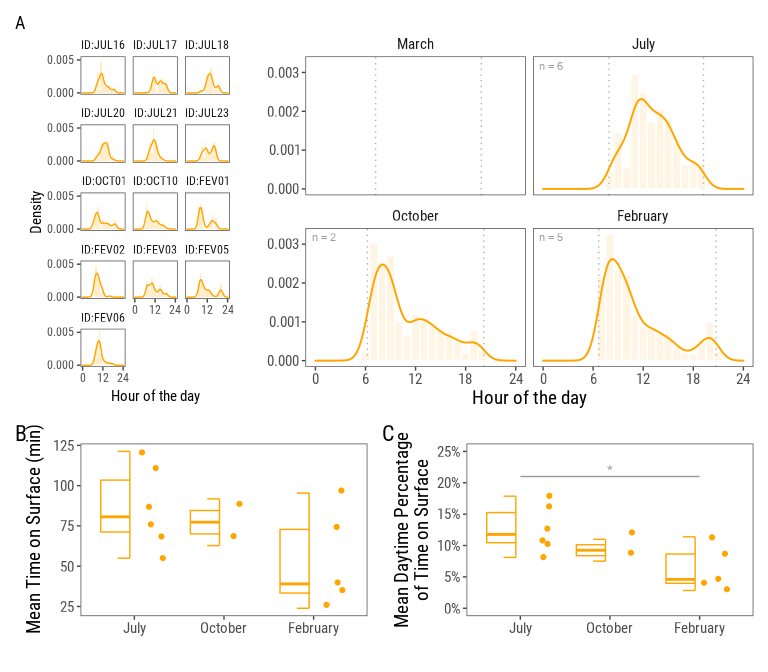 A
ID:JUL16 ID:JUL17 ID:JUL18
0.005
0.000
ID:JUL20 ID:JUL21 ID:JUL23
0.005
0.000
ID:OCT01 ID:OCT10 ID:FEV01
0.005
0.000
ID:FEV02 ID:FEV03 ID:FEV05
0.005
0.000
0 12 24 0 12 24
ID:FEV06
0.005
0.000
0 12 24
Density
Hour of the day
March July
0.003
0.002
0.001
0.000
n = 6
October February
0.003
0.002
0.001
0.000
n = 2
n = 5
0 6 12 18 24 0 6 12 18 24
Hour of the day
B
Mean Time on Surface (min)
125
100
75
50
25
July October February
C
Mean Daytime Percentage
of Time on Surface
25%
20%
15%
10%
5%
0%
*
July October February